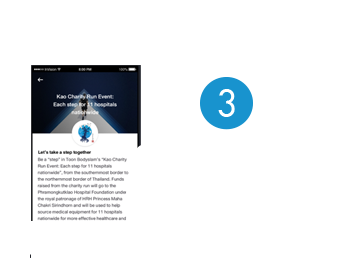 6:00 PM
100%
Kao Charity Run Event:
Each step for 11 hospitals
nationwide
3
Let's take a step together
Be a "step" in Toon Bodyslam's "Kao Charity
Run Event: Each step for 11 hospitals
nationwide", from the southernmost border to
the northernmost border of Thailand. Funds
raised from the charity run will go to the
Phramongkutklao Hospital Foundation under
the royal patronage of HRH Princess Maha
Chakri Sirindhorn and will be used to help
source medical equipment for 11 hospitals
nationwide for more effective healthcare and